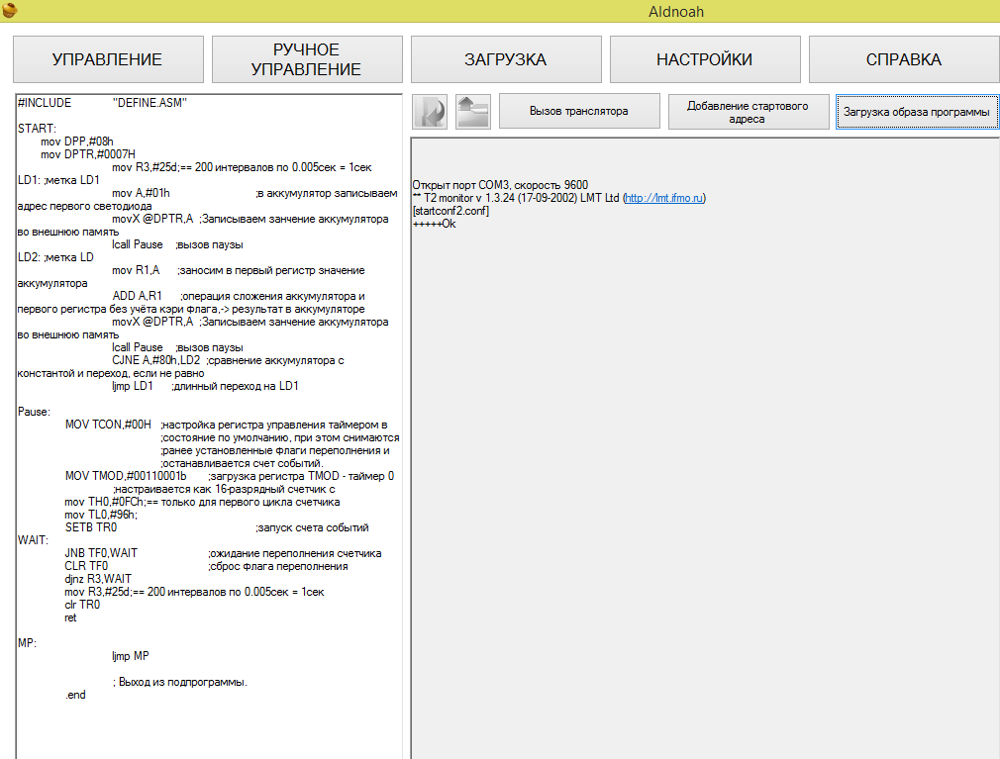 Aldnoah
УПРАВЛЕНИЕ
РУЧНОЕ
УПРАВЛЕНИЕ
ЗАГРУЗКА
НАСТРОЙКИ
СПРАВКА
#INCLUDE "DEFINE.ASM"
START:
mov DPP,#08h
mov DPTR,#0007H
mov R3,#25d;== 200 интервалов по 0.005сек = 1сек
LD1: ;метка LD1
mov A,#01h ;в аккумулятор записываем
адрес первого светодиода
movX @DPTR,A ;Записываем занчение аккумулятора
во внешнюю память
lcall Pause ;вызов паузы
LD2: ;метка LD
mov R1,A ;заносим в первый регистр значение
аккумулятора
ADD A,R1 ;операция сложения аккумулятора и
первого регистра без учёта кэри флага,-> результат в аккумуляторе
movX @DPTR,A ;Записываем занчение аккумулятора
во внешнюю память
lcall Pause ;вызов паузы
CJNE A,#80h,LD2 ;сравнение аккумулятора с
константой и переход, если не равно
ljmp LD1 ;длинный переход на LD1
Pause:
MOV TCON,#00H ;настройка регистра управления таймером в
;состояние по умолчанию, при этом снимаются
;ранее установленные флаги переполнения и
;останавливается счет событий.
MOV TMOD,#00110001b ;загрузка регистра TMOD - таймер 0
;настраивается как 16-разрядный счетчик с
mov TH0,#0FCh;== только для первого цикла счетчика
mov TL0,#96h;
SETB TR0 ;запуск счета событий
WAIT:
JNB TF0,WAIT ;ожидание переполнения счетчика
CLR TF0 ;сброс флага переполнения
djnz R3,WAIT
mov R3,#25d;== 200 интервалов по 0.005сек = 1сек
clr TR0
ret
MP:
ljmp MP
; Выход из подпрограммы.
.end
Вызов транслятора
Добавление стартового
адреса
Загрузка образа программы
Открыт порт COM3, скорость 9600
** T2 monitor v 1.3.24 (17-09-2002) LMT Ltd (http://lmt.ifmo.ru)
[startconf2.conf]
+++++Ok